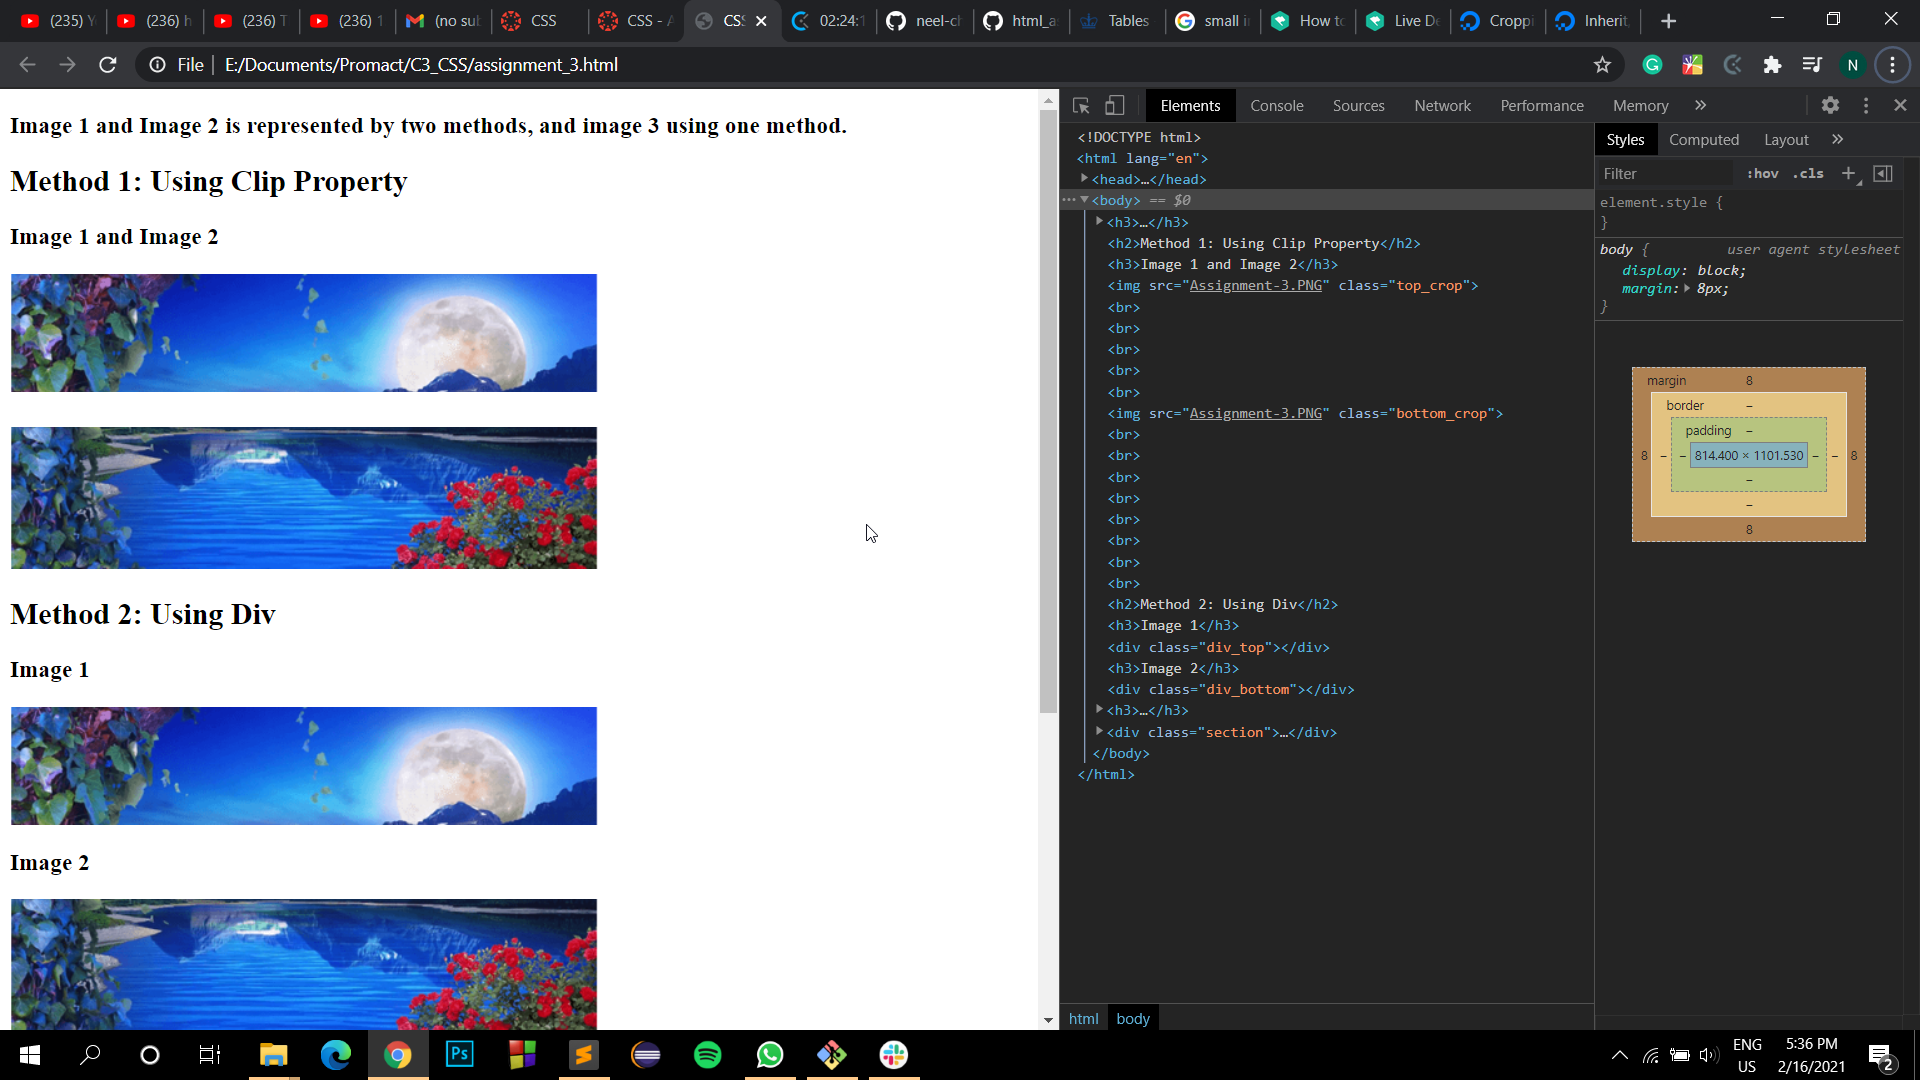 (235) Y
(236) h
(236) T
(236) 1
(no sub
CSS
CSS - A
CSS
02:24:1
neel-ch
html_as
Tables
small i
How to
Live De
Croppi
Inherit,
File
E:/Documents/Promact/C3_CSS/assignment_3.html
N
Image 1 and Image 2 is represented by two methods, and image 3 using one method.
Method 1: Using Clip Property
Image 1 and Image 2
Method 2: Using Div
Image 1
Image 2
Elements
Console
Sources
Network
Performance
Memory
<!DOCTYPE html>
<html lang="en">
<head>…</head>
<body> == $0
<h3>…</h3>
<h2>Method 1: Using Clip Property</h2>
<h3>Image 1 and Image 2</h3>
<img src="Assignment-3.PNG" class="top_crop">
<br>
<br>
<br>
<br>
<br>
<img src="Assignment-3.PNG" class="bottom_crop">
<br>
<br>
<br>
<br>
<br>
<br>
<br>
<br>
<h2>Method 2: Using Div</h2>
<h3>Image 1</h3>
<div class="div_top"></div>
<h3>Image 2</h3>
<div class="div_bottom"></div>
<h3>…</h3>
<div class="section">…</div>
</body>
</html>
html
body
Styles
Computed
Layout
Filter
:hov
.cls
element.style {
}
body {
user agent stylesheet
display: block;
margin: 8px;
}
margin
8
border
–
padding
–
8
–
–
814.400 × 1101.530
–
–
8
–
–
8
Ps
ENG
US
5:36 PM
2/16/2021
2